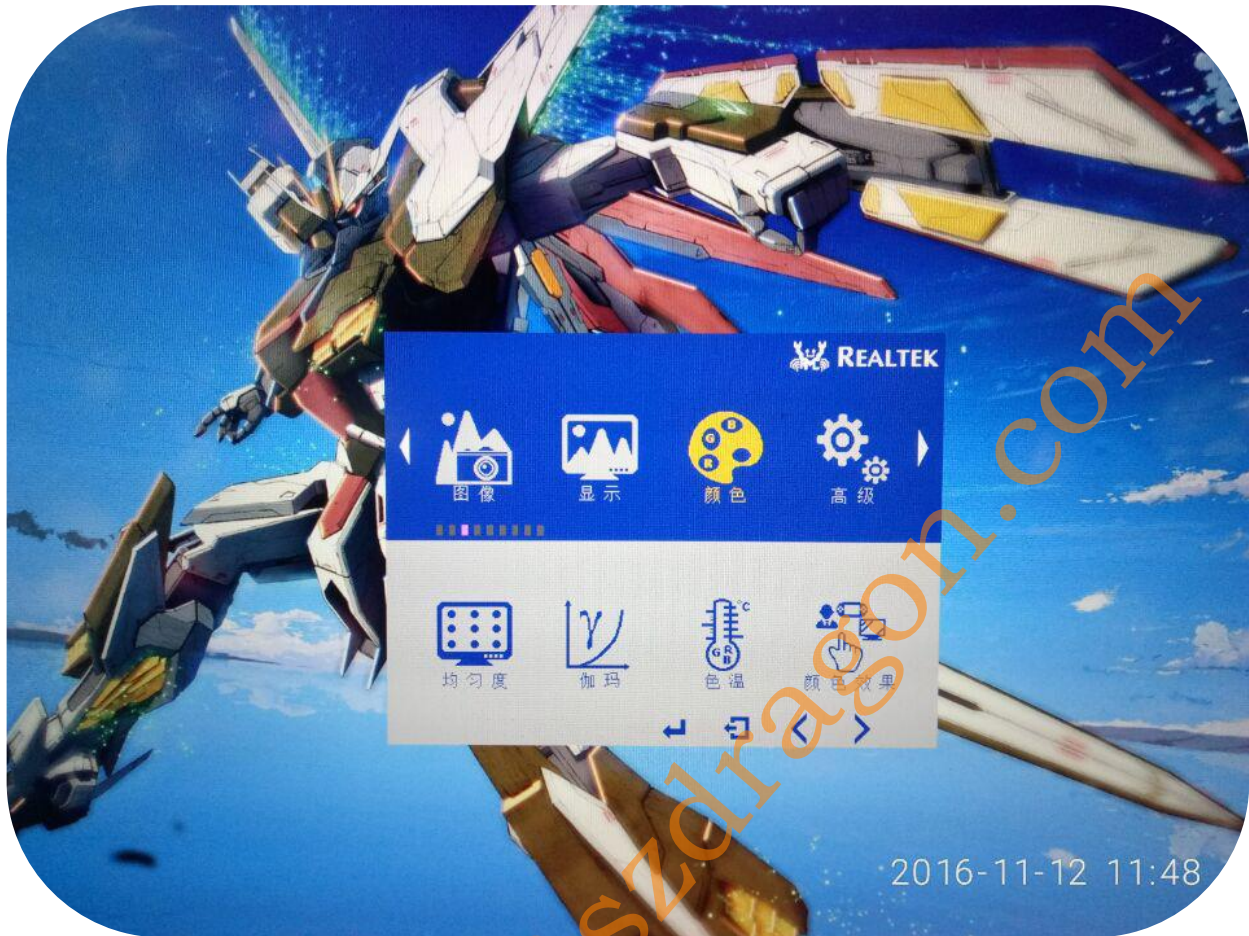 REALTEK
图像 显示 颜色 高级
G B R
均匀度 伽玛 色温 颜色效果
γ °C G R B
szdragon.com
2016-11-12 11:48